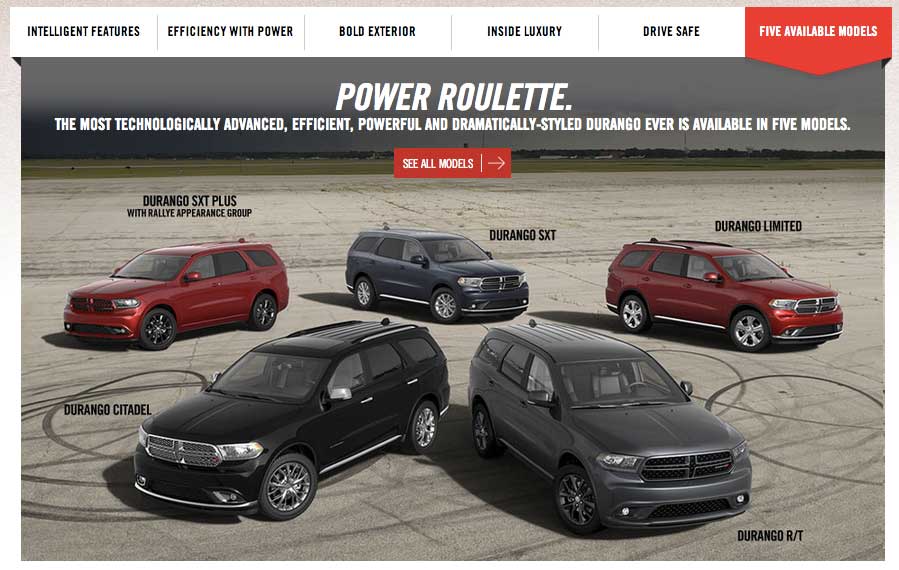 INTELLIGENT FEATURES
EFFICIENCY WITH POWER
BOLD EXTERIOR
INSIDE LUXURY
DRIVE SAFE
FIVE AVAILABLE MODELS
POWER ROULETTE.
THE MOST TECHNOLOGICALLY ADVANCED, EFFICIENT, POWERFUL AND DRAMATICALLY-STYLED DURANGO EVER IS AVAILABLE IN FIVE MODELS.
SEE ALL MODELS
DURANGO SXT PLUS
WITH RALLYE APPEARANCE GROUP
DURANGO SXT
DURANGO LIMITED
DURANGO CITADEL
DURANGO R/T